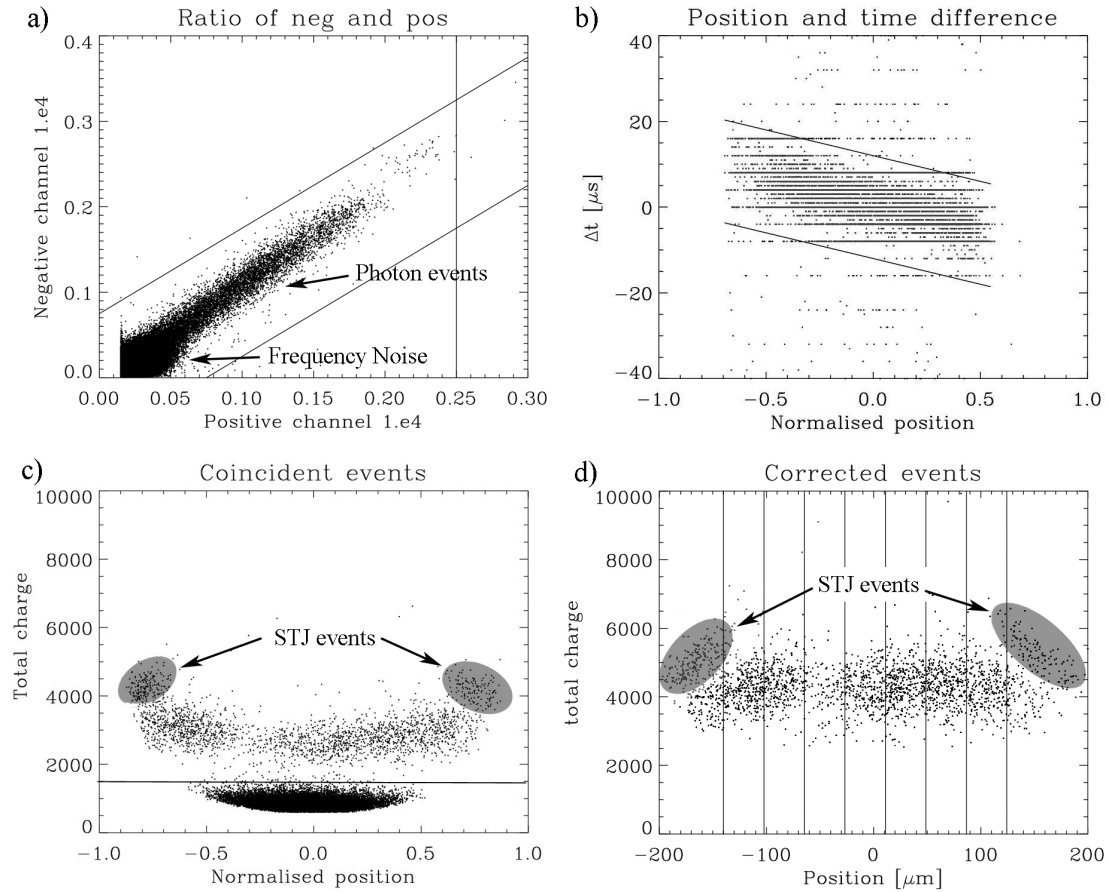 a)
Ratio of neg and pos
0.4
0.3
0.2
0.1
0.0
Negative channel 1.e4
Photon events
Frequency Noise
0.00 0.05 0.10 0.15 0.20 0.25 0.30
Positive channel 1.e4
b)
Position and time difference
40
20
0
−20
−40
Δt [μs]
−1.0 −0.5 0.0 0.5 1.0
Normalised position
c)
Coincident events
10000
8000
6000
4000
2000
0
Total charge
STJ events
−1.0 −0.5 0.0 0.5 1.0
Normalised position
d)
Corrected events
10000
8000
6000
4000
2000
0
total charge
STJ events
−200 −100 0 100 200
Position [μm]